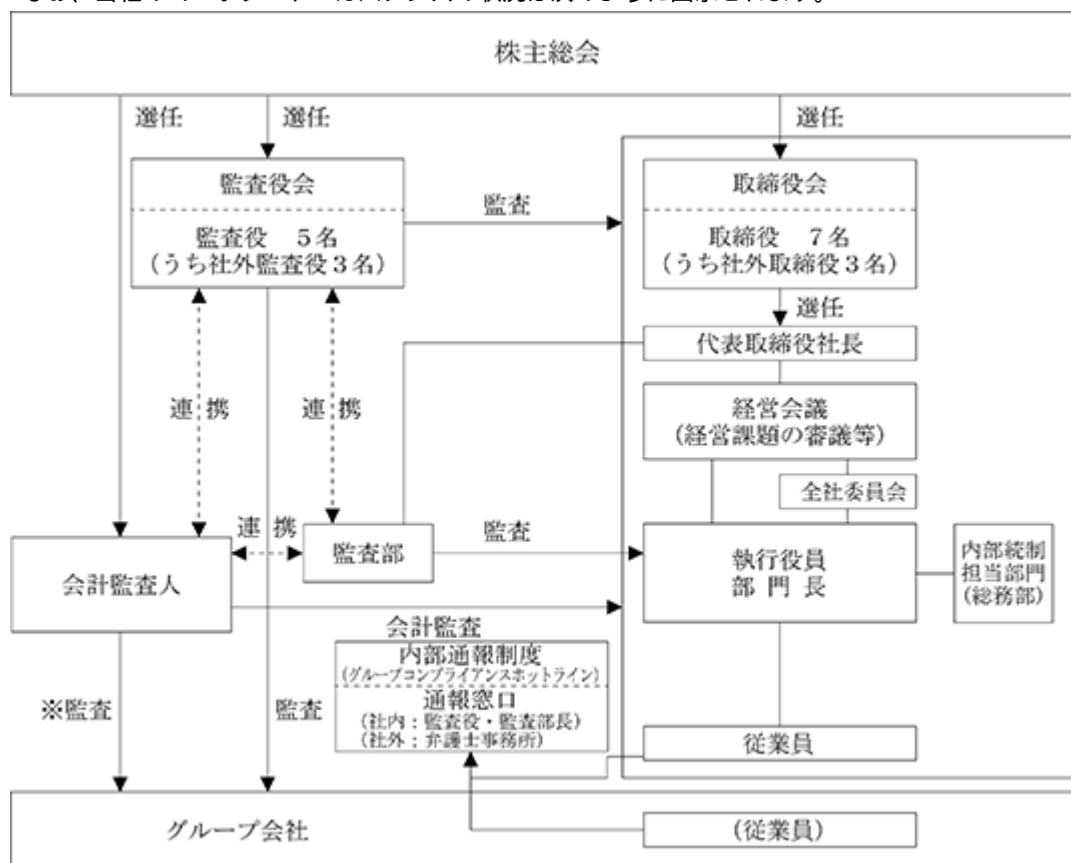 株主総会
選任
選任
選任
監査役会
監査役 5名
(うち社外監査役3名)
監査
取締役会
取締役 7名
(うち社外取締役3名)
選任
代表取締役社長
連携
連携
経営会議
(経営課題の審議等)
全社委員会
連携
監査部
監査
会計監査人
執行役員
部門長
内部統制
担当部門
(総務部)
会計監査
内部通報制度
(グループコンプライアンスホットライン)
通報窓口
(社内:監査役・監査部長)
(社外:弁護士事務所)
※監査
監査
従業員
グループ会社
(従業員)